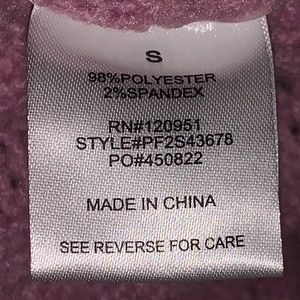 S
98%POLYESTER
2%SPANDEX
RN#120951
STYLE#PF2S43678
PO#450822
MADE IN CHINA
SEE REVERSE FOR CARE